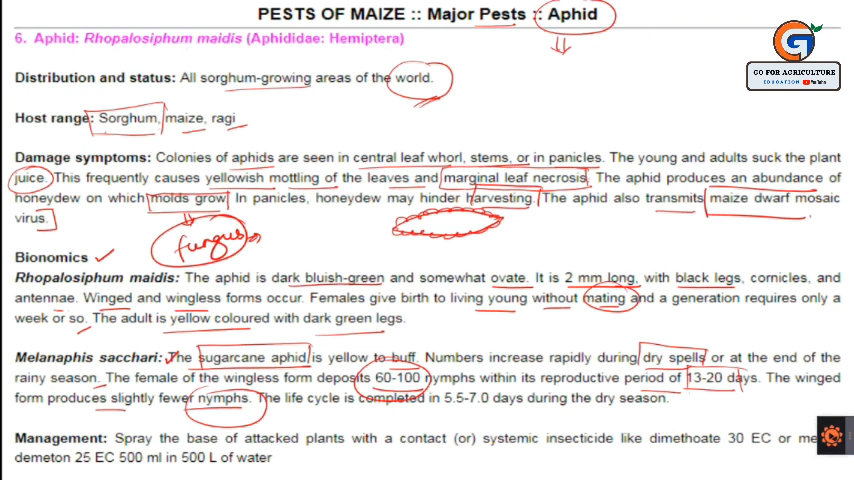 PESTS OF MAIZE :: Major Pests :: Aphid
6. Aphid: Rhopalosiphum maidis (Aphididae: Hemiptera)
GO FOR AGRICULTURE
EDUCATION YouTube
Distribution and status: All sorghum-growing areas of the world.
Host range: Sorghum, maize, ragi
Damage symptoms: Colonies of aphids are seen in central leaf whorl, stems, or in panicles. The young and adults suck the plant
juice. This frequently causes yellowish mottling of the leaves and marginal leaf necrosis. The aphid produces an abundance of
honeydew on which molds grow. In panicles, honeydew may hinder harvesting. The aphid also transmits maize dwarf mosaic
virus.
fungus
Bionomics
Rhopalosiphum maidis: The aphid is dark bluish-green and somewhat ovate. It is 2 mm long, with black legs, cornicles, and
antennae. Winged and wingless forms occur. Females give birth to living young without mating and a generation requires only a
week or so. The adult is yellow coloured with dark green legs.
Melanaphis sacchari: The sugarcane aphid is yellow to buff. Numbers increase rapidly during dry spells or at the end of the
rainy season. The female of the wingless form deposits 60-100 nymphs within its reproductive period of 13-20 days. The winged
form produces slightly fewer nymphs. The life cycle is completed in 5.5-7.0 days during the dry season.
Management: Spray the base of attacked plants with a contact (or) systemic insecticide like dimethoate 30 EC or
demeton 25 EC 500 ml in 500 L of water